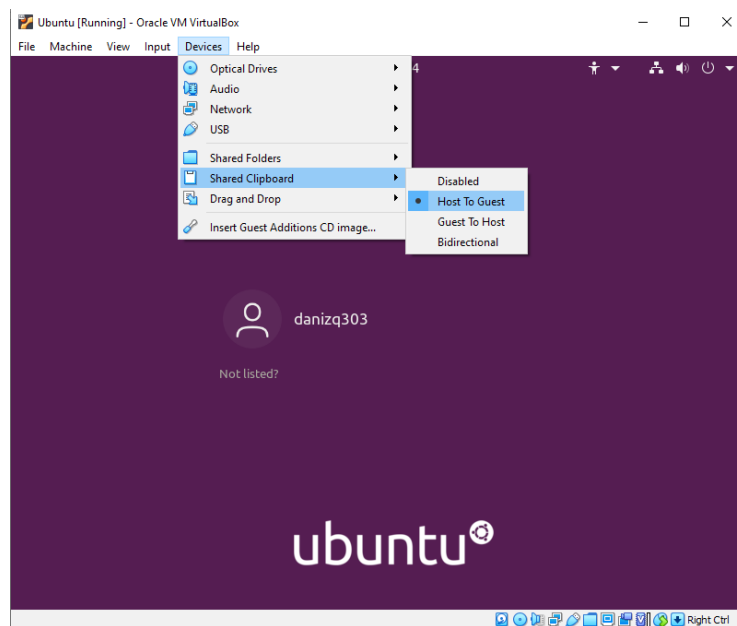 Ubuntu [Running] - Oracle VM VirtualBox
File Machine View Input Devices Help
Optical Drives
Audio
Network
USB
Shared Folders
Shared Clipboard
Drag and Drop
Insert Guest Additions CD image...
Disabled
Host To Guest
Guest To Host
Bidirectional
4
danizq303
Not listed?
ubuntu
Right Ctrl